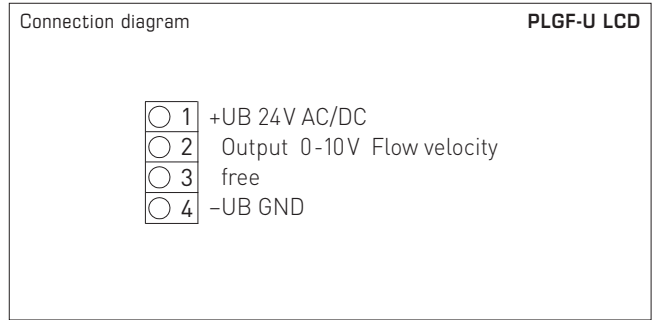 Connection diagram PLGF-U LCD
1 +UB 24V AC/DC
2 Output 0-10V Flow velocity
3 free
4 –UB GND